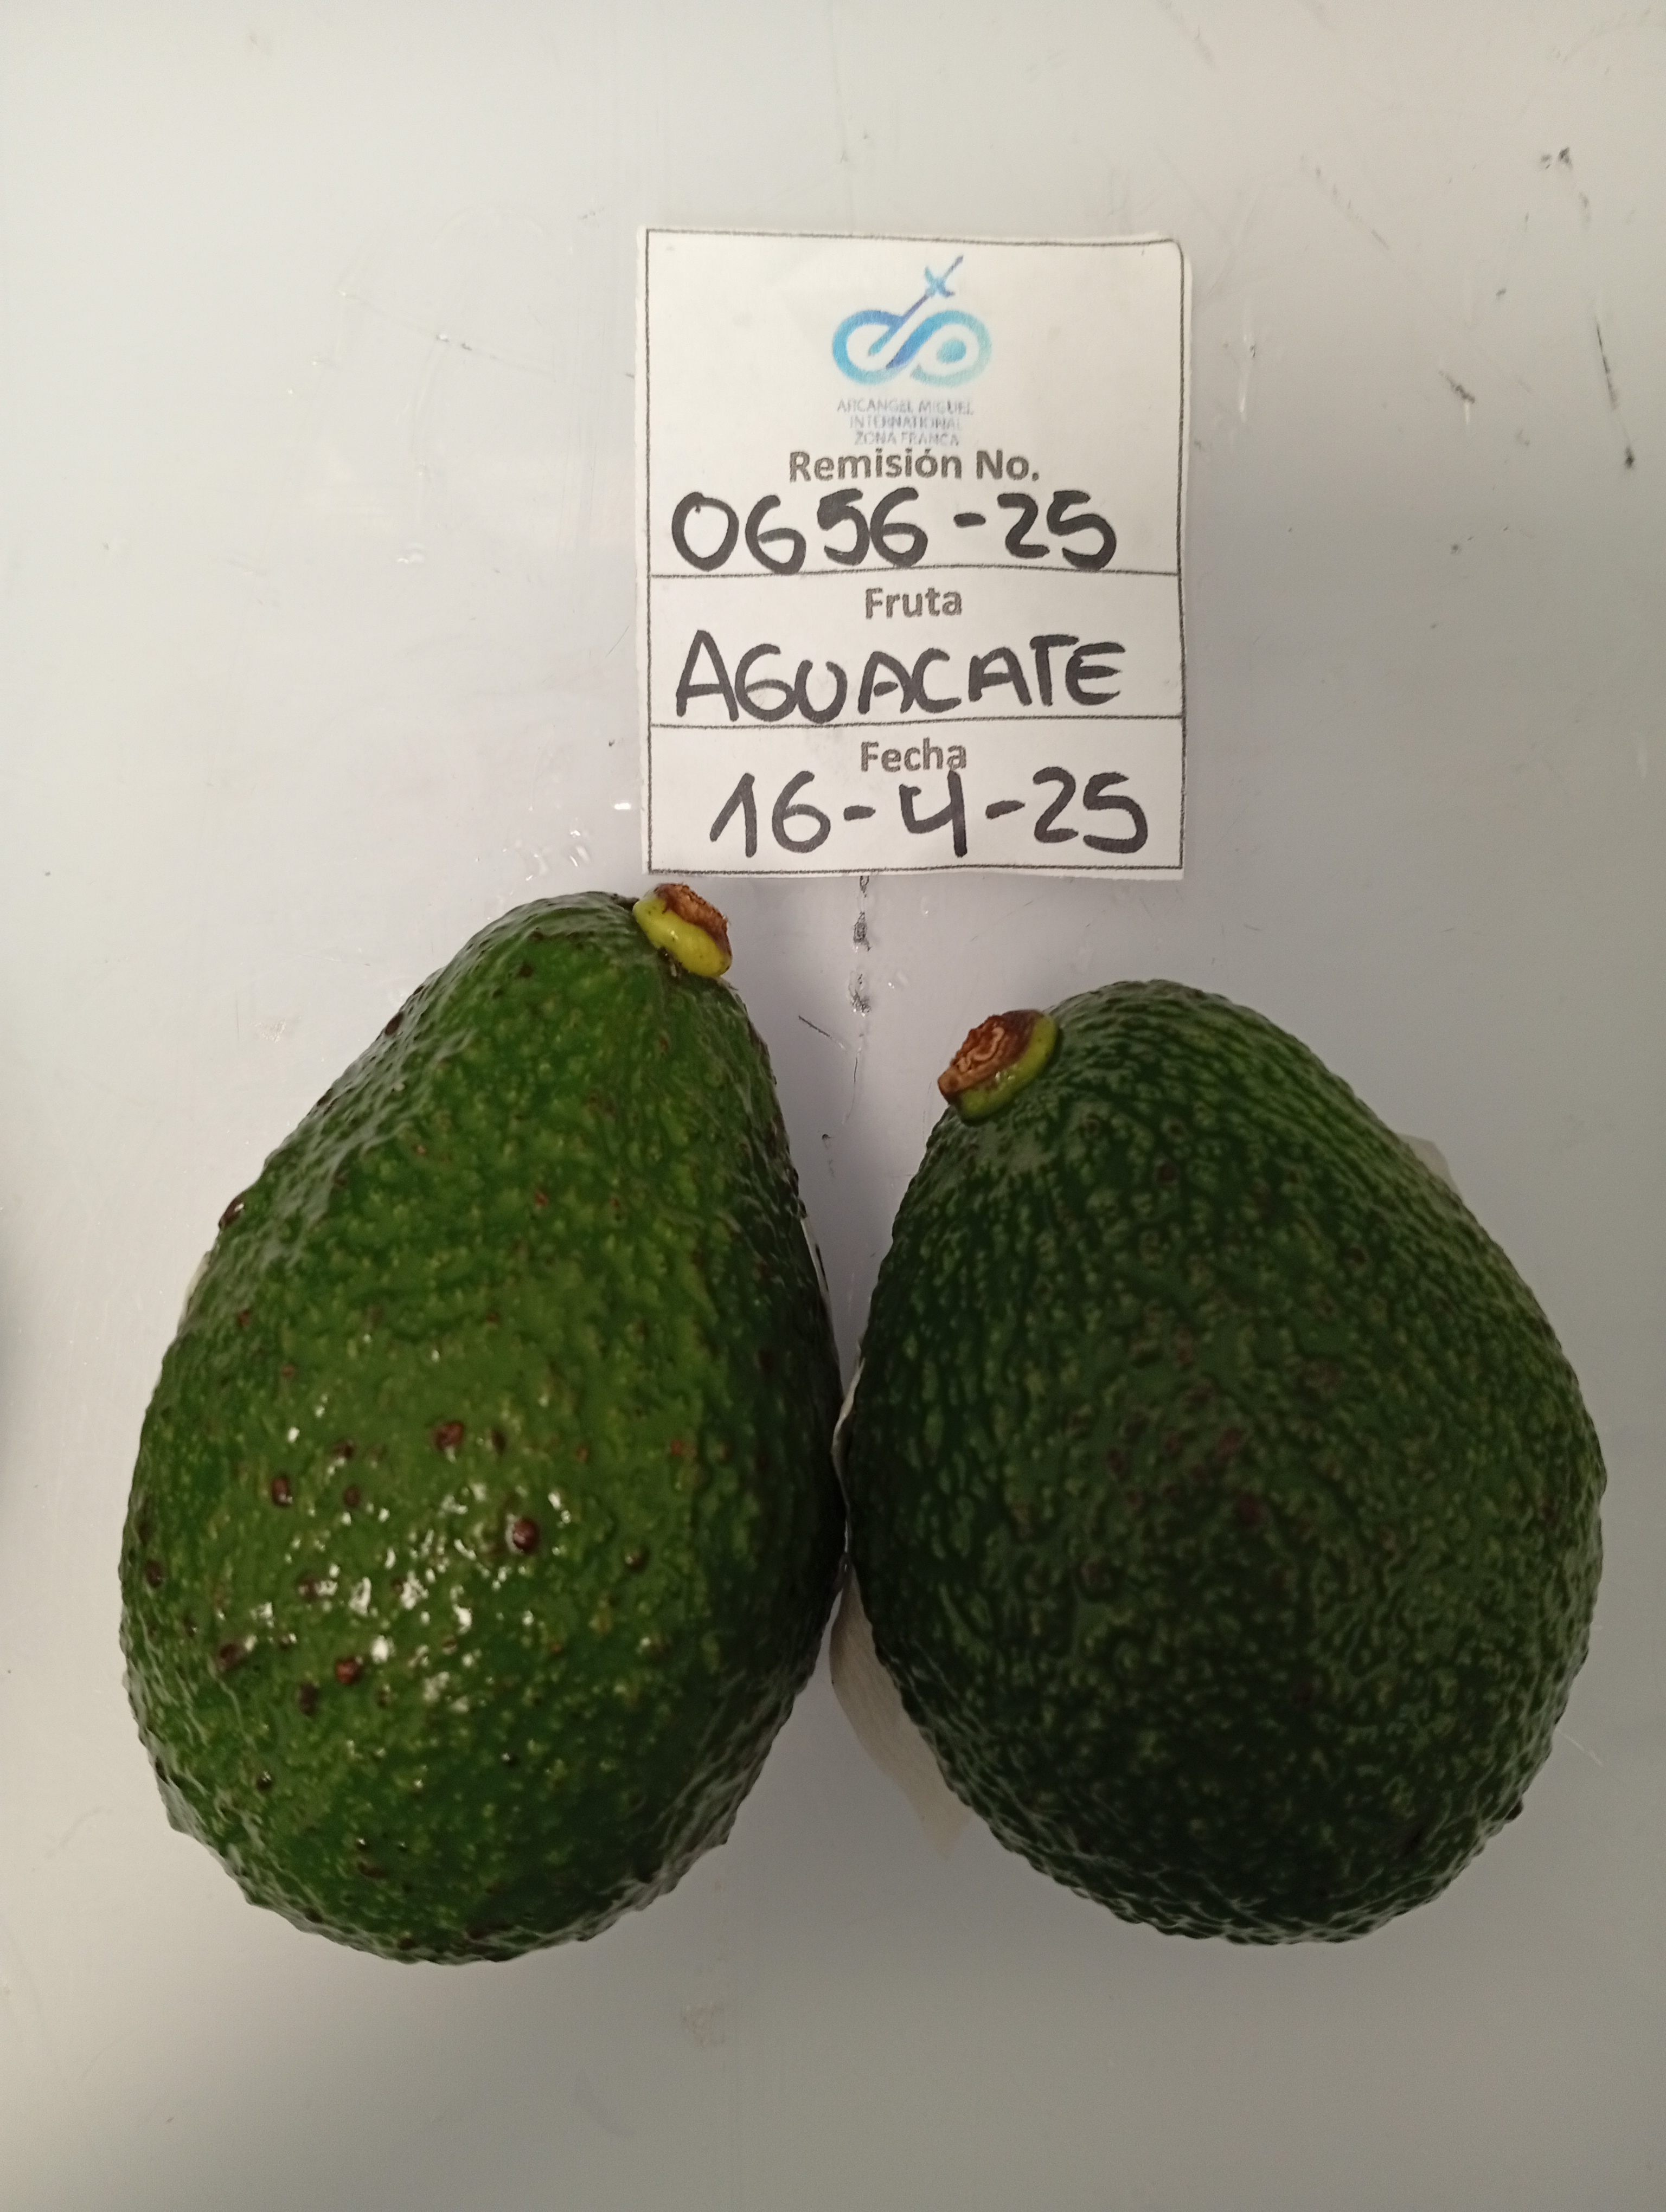 ARCANGEL MIGUEL
INTERNATIONAL
ZONA FRANCA
Remisión No.
0656-25
Fruta
AGUACATE
Fecha
16-4-25